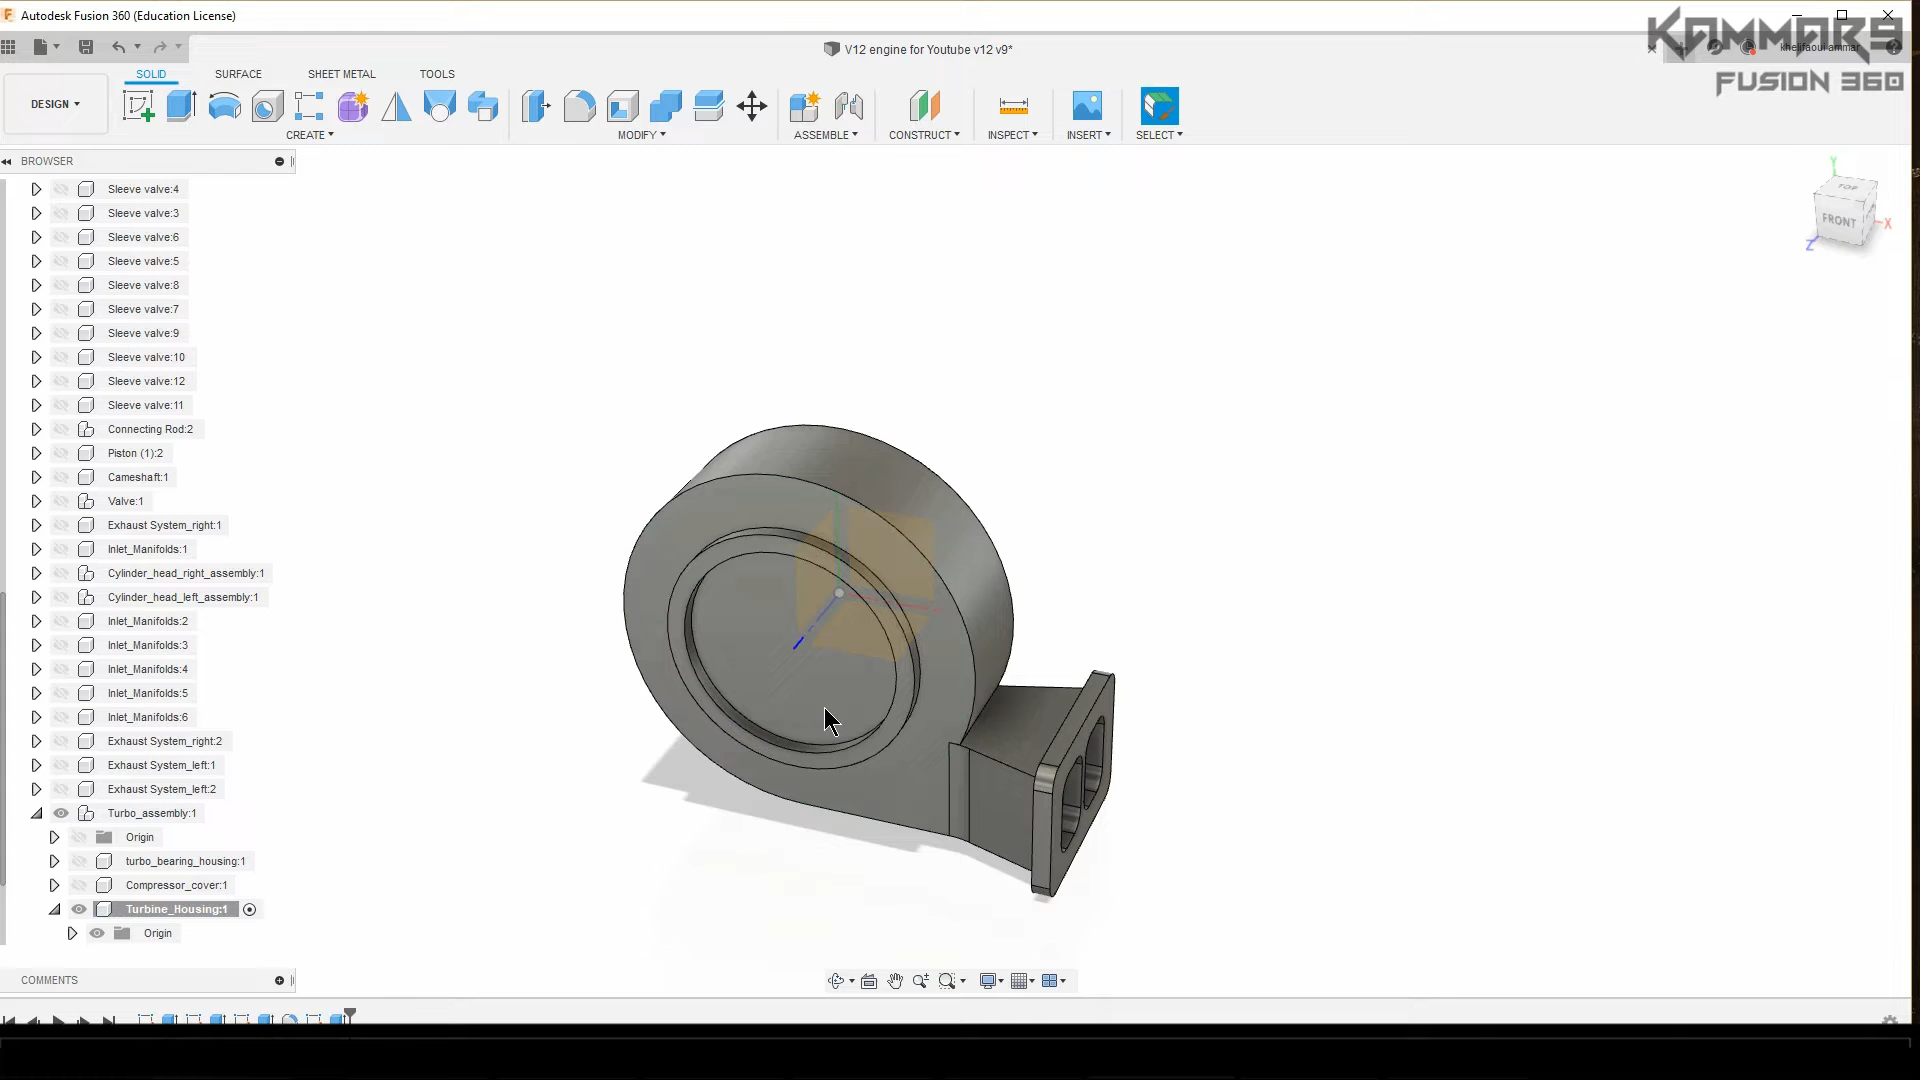 Autodesk Fusion 360 (Education License)
KAMMAR9
FUSION 360
V12 engine for Youtube v12 v9*
khelifaoui ammar
SOLID
SURFACE
SHEET METAL
TOOLS
DESIGN
CREATE
MODIFY
ASSEMBLE
CONSTRUCT
INSPECT
INSERT
SELECT
BROWSER
Sleeve valve:4
Sleeve valve:3
Sleeve valve:6
Sleeve valve:5
Sleeve valve:8
Sleeve valve:7
Sleeve valve:9
Sleeve valve:10
Sleeve valve:12
Sleeve valve:11
Connecting Rod:2
Piston (1):2
Cameshaft:1
Valve:1
Exhaust System_right:1
Inlet_Manifolds:1
Cylinder_head_right_assembly:1
Cylinder_head_left_assembly:1
Inlet_Manifolds:2
Inlet_Manifolds:3
Inlet_Manifolds:4
Inlet_Manifolds:5
Inlet_Manifolds:6
Exhaust System_right:2
Exhaust System_left:1
Exhaust System_left:2
Turbo_assembly:1
Origin
turbo_bearing_housing:1
Compressor_cover:1
Turbine_Housing:1
Origin
Y
TOP
FRONT
X
Z
COMMENTS